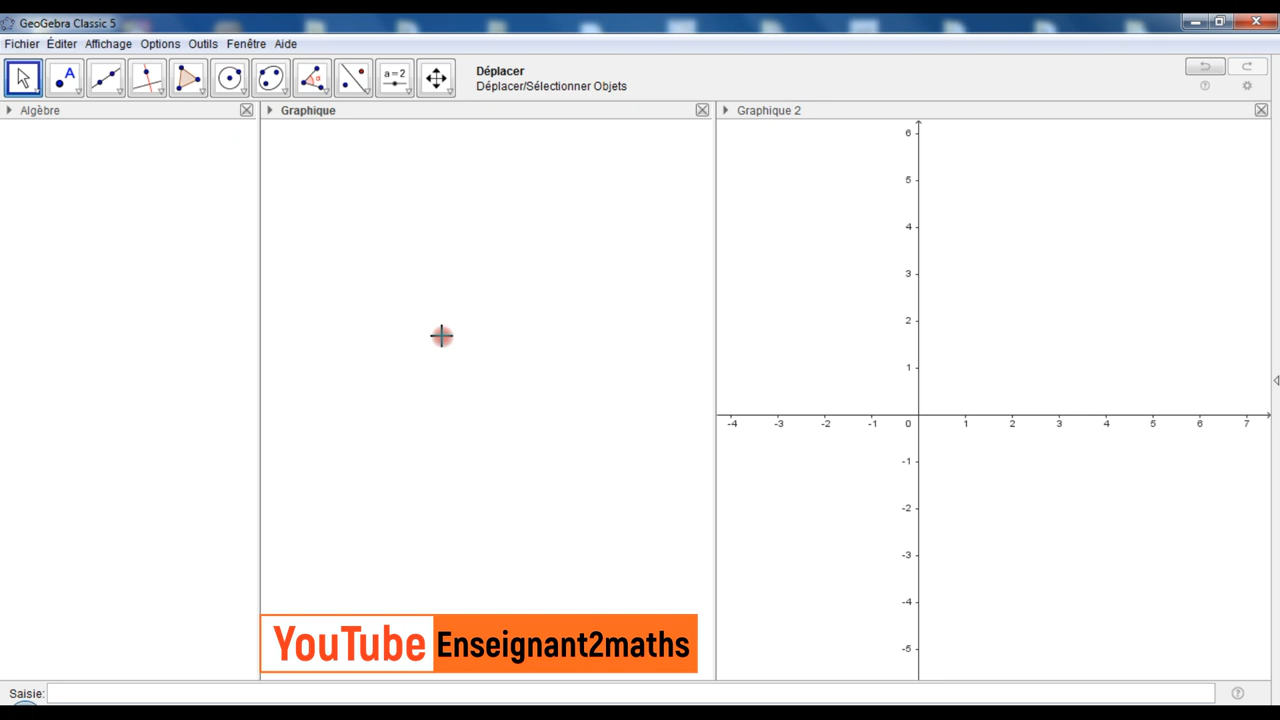 GeoGebra Classic 5
Fichier Éditer Affichage Options Outils Fenêtre Aide
A
a = 2
Déplacer
Déplacer/Sélectionner Objets
Algèbre
Graphique
Graphique 2
6
5
4
3
2
1
-4 -3 -2 -1 0 1 2 3 4 5 6 7
-1
-2
-3
-4
-5
YouTube Enseignant2maths
Saisie: